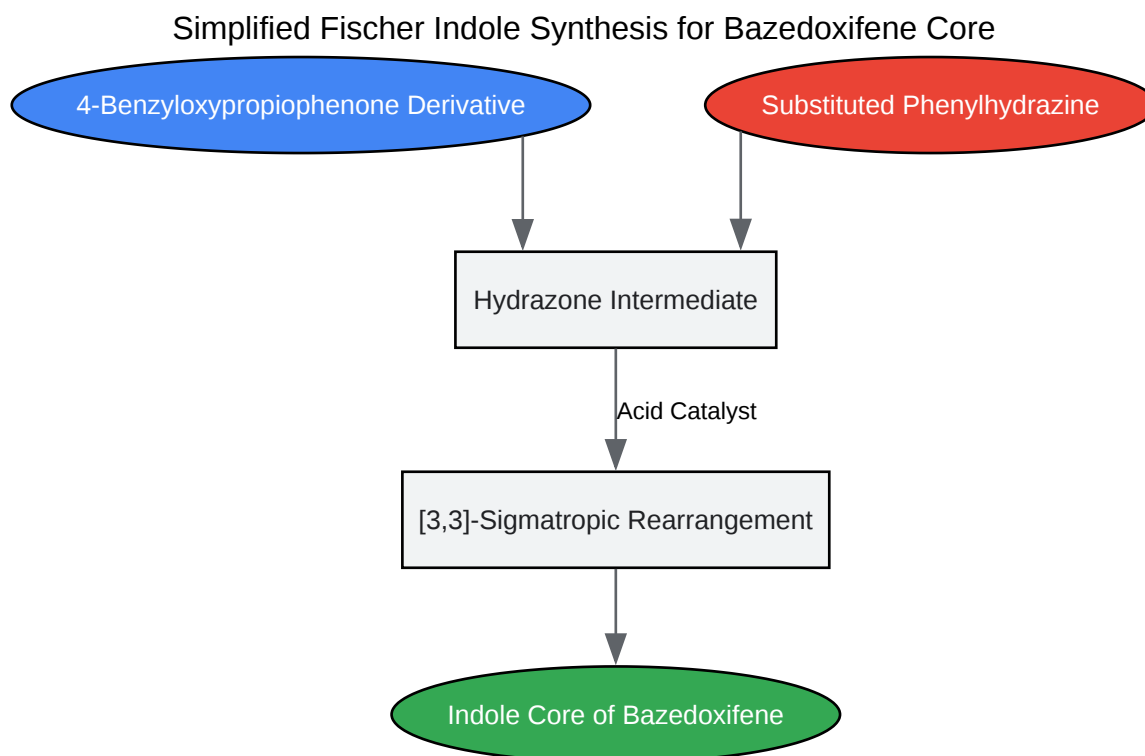 Simplified Fischer Indole Synthesis for Bazedoxifene Core
4-Benzyloxypropiophenone Derivative
Substituted Phenylhydrazine
Hydrazone Intermediate
Acid Catalyst
[3,3]-Sigmatropic Rearrangement
Indole Core of Bazedoxifene